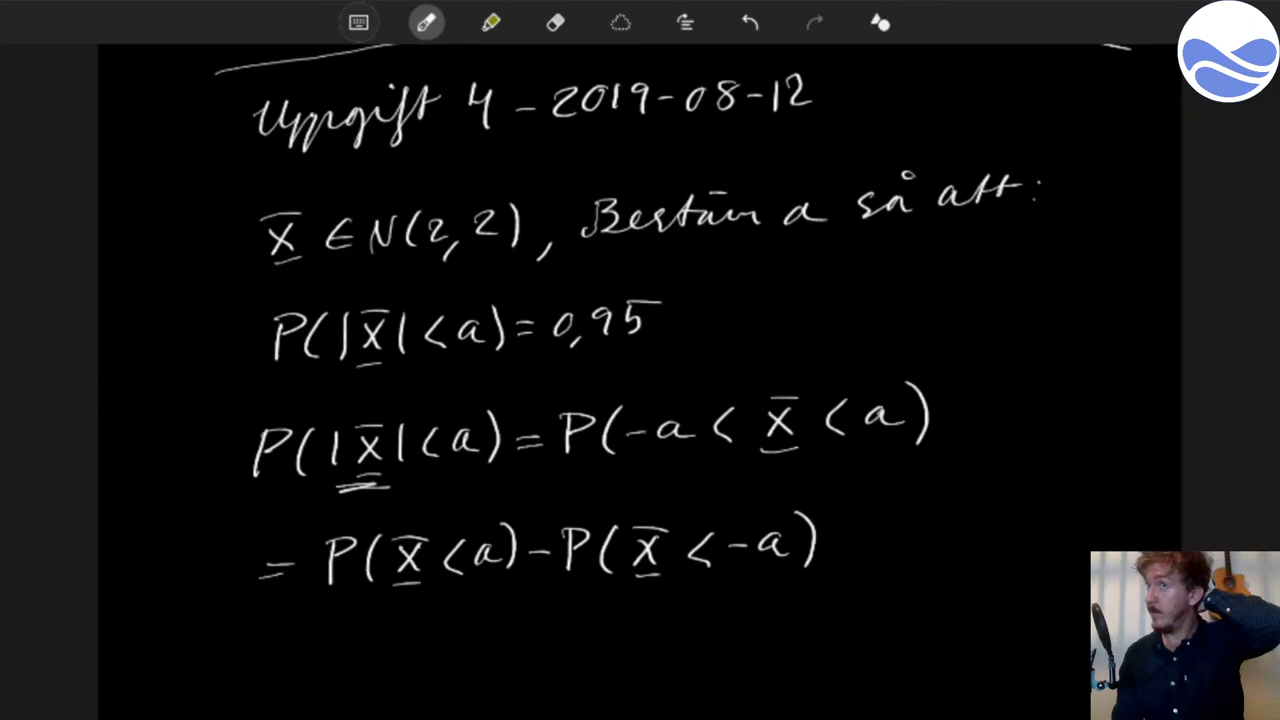 Uppgift 4 - 2019-08-12
X ∈ N(2,2), Bestäm a så att:
P(|X| < a) = 0,95
P(|X| < a) = P(-a < X < a)
= P(X < a) - P(X < -a)